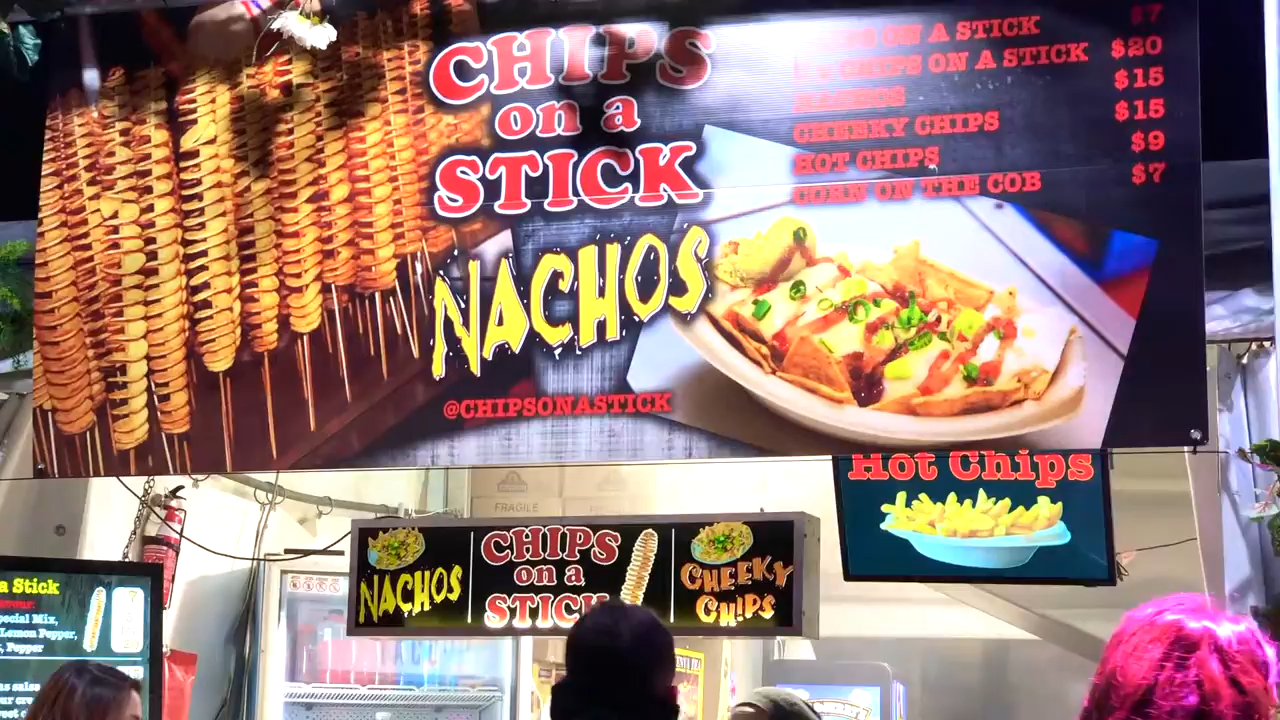 CHIPS
on a
STICK
NACHOS
@CHIPSONASTICK
ON A STICK $7
CHIPS ON A STICK $20
NACHOS $15
CHEEKY CHIPS $15
HOT CHIPS $9
CORN ON THE COB $7
Hot Chips
FRAGILE
NACHOS
CHIPS
on a
STICK
CHEEKY
CHIPS
a Stick
pecial Mix,
Lemon Pepper,
Pepper
salsa